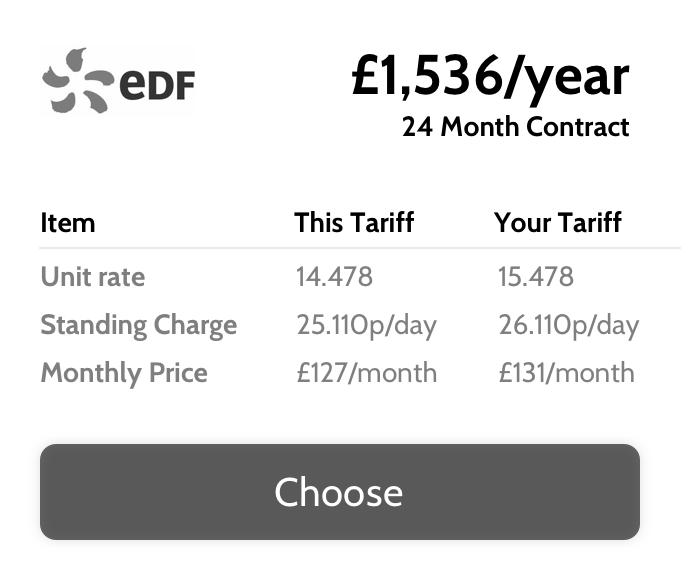 eDF
£1,536/year
24 Month Contract
Item This Tariff Your Tariff
Unit rate 14.478 15.478
Standing Charge 25.110p/day 26.110p/day
Monthly Price £127/month £131/month
Choose